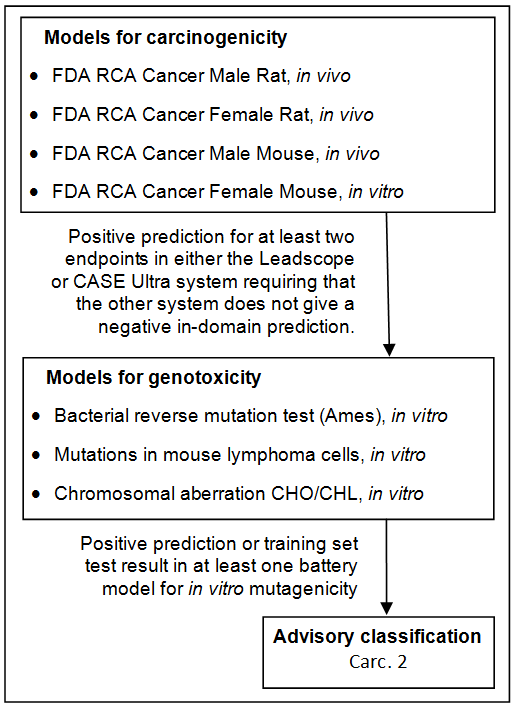 Models for carcinogenicity
• FDA RCA Cancer Male Rat, in vivo
• FDA RCA Cancer Female Rat, in vivo
• FDA RCA Cancer Male Mouse, in vivo
• FDA RCA Cancer Female Mouse, in vitro
Positive prediction for at least two
endpoints in either the Leadscope
or CASE Ultra system requiring that
the other system does not give a
negative in-domain prediction.
Models for genotoxicity
• Bacterial reverse mutation test (Ames), in vitro
• Mutations in mouse lymphoma cells, in vitro
• Chromosomal aberration CHO/CHL, in vitro
Positive prediction or training set
test result in at least one battery
model for in vitro mutagenicity
Advisory classification
Carc. 2